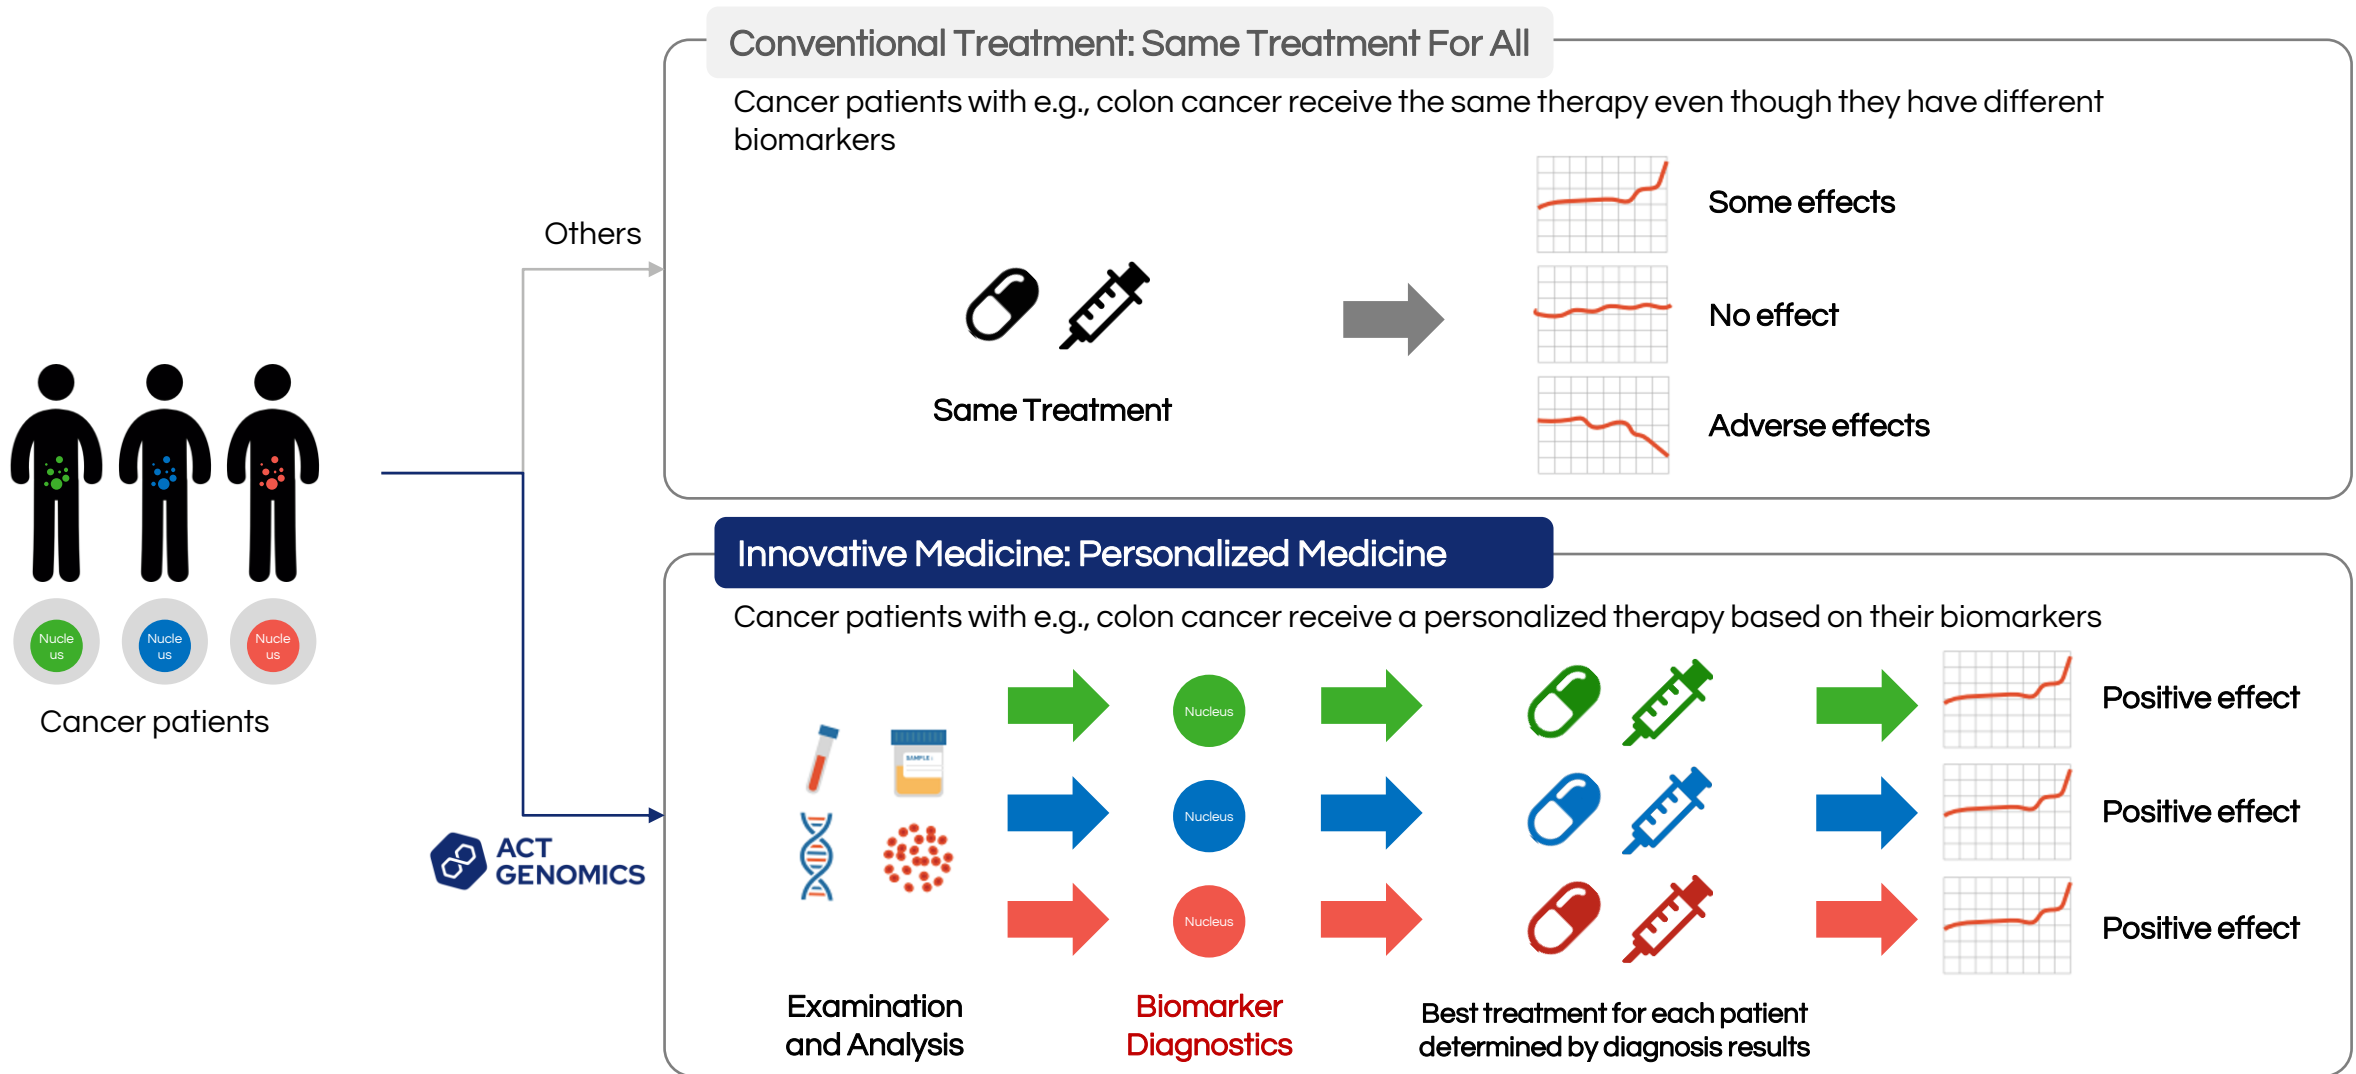 Conventional Treatment: Same Treatment For All
Cancer patients with e.g., colon cancer receive the same therapy even though they have different
biomarkers
Others
Some effects
No effect
Adverse effects
Same Treatment
Nucle
us
Nucle
us
Nucle
us
Cancer patients
ACT
GENOMICS
Innovative Medicine: Personalized Medicine
Cancer patients with e.g., colon cancer receive a personalized therapy based on their biomarkers
SAMPLE:
Nucleus
Positive effect
Nucleus
Positive effect
Nucleus
Positive effect
Examination
and Analysis
Biomarker
Diagnostics
Best treatment for each patient
determined by diagnosis results